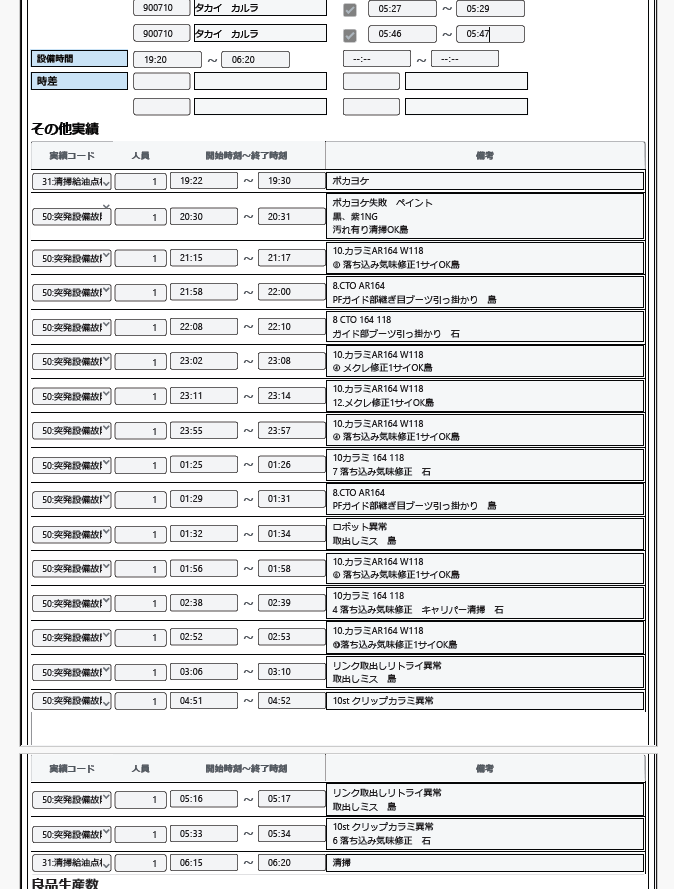 900710 タカイ　カルラ 05:27 ～ 05:29
900710 タカイ　カルラ 05:46 ～ 05:47
設備時間 19:20 ～ 06:20 --:-- ～ --:--
時差
その他実績
実績コード 人員 開始時刻～終了時刻 備考
31:清掃給油点検 1 19:22 ～ 19:30 ポカヨケ
50:突発設備故障 1 20:30 ～ 20:31 ポカヨケ失敗　ペイント
黒、紫1NG
汚れ有り清掃OK島
50:突発設備故障 1 21:15 ～ 21:17 10.カラミAR164 W118
落ち込み気味修正1サイOK島
50:突発設備故障 1 21:58 ～ 22:00 8.CTO AR164
PFガイド部継ぎ目ブーツ引っ掛かり　島
50:突発設備故障 1 22:08 ～ 22:10 8 CTO 164 118
ガイド部ブーツ引っ掛かり　石
50:突発設備故障 1 23:02 ～ 23:08 10.カラミAR164 W118
④ メクレ修正1サイOK島
50:突発設備故障 1 23:11 ～ 23:14 10.カラミAR164 W118
12.メクレ修正1サイOK島
50:突発設備故障 1 23:55 ～ 23:57 10.カラミAR164 W118
④ 落ち込み気味修正1サイOK島
50:突発設備故障 1 01:25 ～ 01:26 10カラミ 164 118
7 落ち込み気味修正　石
50:突発設備故障 1 01:29 ～ 01:31 8.CTO AR164
PFガイド部継ぎ目ブーツ引っ掛かり　島
50:突発設備故障 1 01:32 ～ 01:34 ロボット異常
取出しミス　島
50:突発設備故障 1 01:56 ～ 01:58 10.カラミAR164 W118
落ち込み気味修正1サイOK島
50:突発設備故障 1 02:38 ～ 02:39 10カラミ 164 118
4 落ち込み気味修正　キャリパー清掃　石
50:突発設備故障 1 02:52 ～ 02:53 10.カラミAR164 W118
落ち込み気味修正1サイOK島
50:突発設備故障 1 03:06 ～ 03:10 リンク取出しリトライ異常
取出しミス　島
50:突発設備故障 1 04:51 ～ 04:52 10st クリップカラミ異常
実績コード 人員 開始時刻～終了時刻 備考
50:突発設備故障 1 05:16 ～ 05:17 リンク取出しリトライ異常
取出しミス　島
50:突発設備故障 1 05:33 ～ 05:34 10st クリップカラミ異常
6 落ち込み気味修正　石
31:清掃給油点検 1 06:15 ～ 06:20 清掃
良品生産数